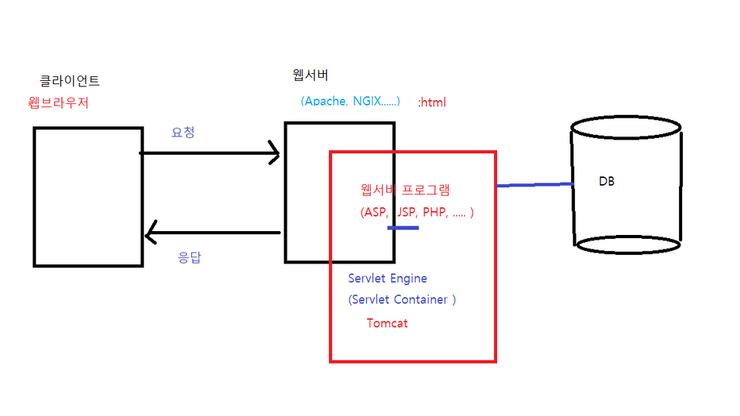 클라이언트
웹브라우저
요청
응답
웹서버
(Apache, NGIX.....)
:html
웹서버 프로그램
(ASP, JSP, PHP, ..... )
Servlet Engine
(Servlet Container )
Tomcat
DB